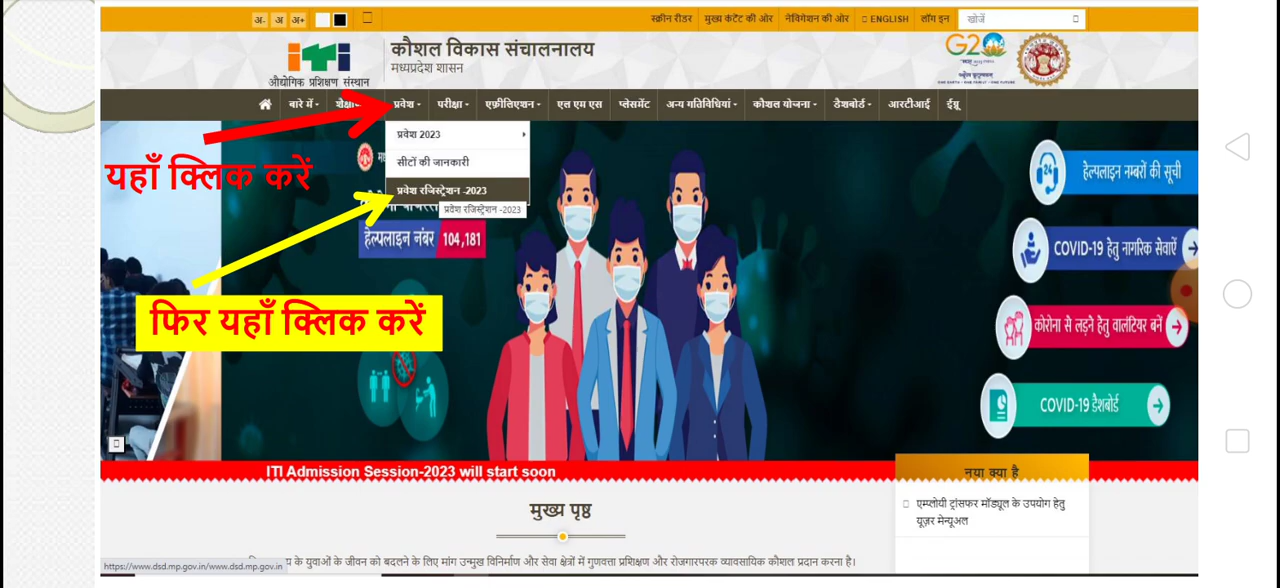 अ- अ अ+ स्क्रीन रीडर मुख्य कंटेंट की ओर नेविगेशन की ओर ENGLISH लॉग इन खोजें
औद्योगिक प्रशिक्षण संस्थान
कौशल विकास संचालनालय
मध्यप्रदेश शासन
G20
बारे में प्रवेश परीक्षा एफ़ीलिएशन एल एम एस प्लेसमेंट अन्य गतिविधियां कौशल योजना डैशबोर्ड आरटीआई ईग्रू
प्रवेश 2023
सीटों की जानकारी
प्रवेश रजिस्ट्रेशन -2023
प्रवेश रजिस्ट्रेशन -2023
यहाँ क्लिक करें
फिर यहाँ क्लिक करें
हेल्पलाइन नंबर 104,181
24
हेल्पलाइन नम्बरों की सूची
COVID-19 हेतु नागरिक सेवाऐं
कोरोना से लड़ने हेतु वालंटियर बनें
COVID-19 डैशबोर्ड
ITI Admission Session-2023 will start soon
नया क्या है
एम्प्लोयी ट्रांसफर मॉड्यूल के उपयोग हेतु
यूज़र मेन्यूअल
मुख्य पृष्ठ
के युवाओं के जीवन को बदलने के लिए मांग उन्मुख विनिर्माण और सेवा क्षेत्रों में गुणवत्ता प्रशिक्षण और रोजगारपरक व्यावसायिक कौशल प्रदान करना है।
https://www.dsd.mp.gov.in/www.dsd.mp.gov.in